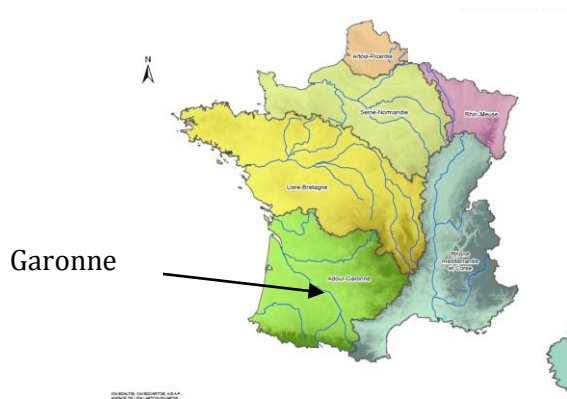 N
Artois-Picardie
Seine-Normandie
Rhin-Meuse
Loire-Bretagne
Garonne
Adour-Garonne
Rhône
méditerranée
et Corse